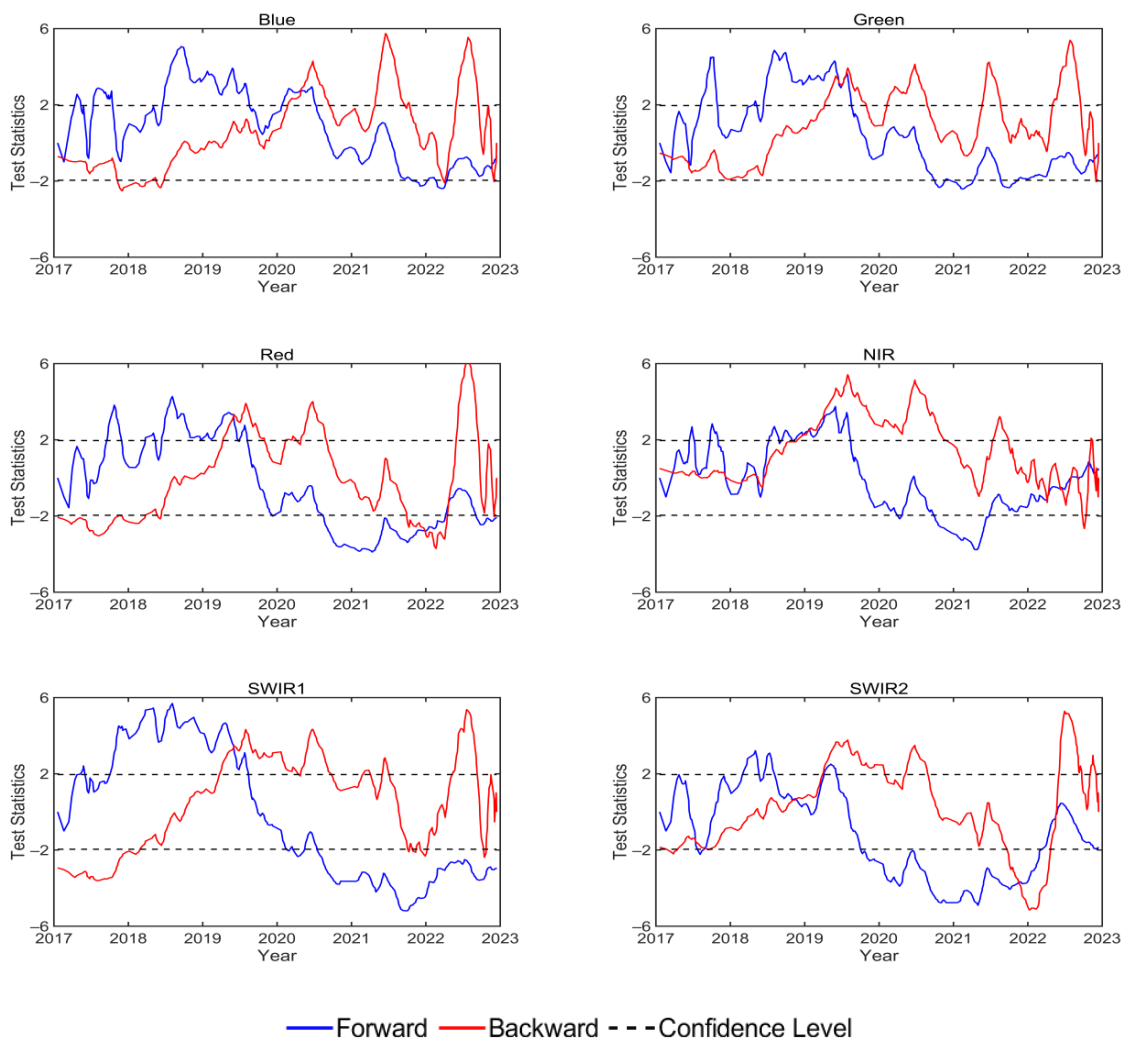 Blue Green
6 6
2 2
−2 −2
−6 −6
Test Statistics Test Statistics
2017 2018 2019 2020 2021 2022 2023 2017 2018 2019 2020 2021 2022 2023
Year Year
Red NIR
6 6
2 2
−2 −2
−6 −6
Test Statistics Test Statistics
2017 2018 2019 2020 2021 2022 2023 2017 2018 2019 2020 2021 2022 2023
Year Year
SWIR1 SWIR2
6 6
2 2
−2 −2
−6 −6
Test Statistics Test Statistics
2017 2018 2019 2020 2021 2022 2023 2017 2018 2019 2020 2021 2022 2023
Year Year
Forward Backward Confidence Level